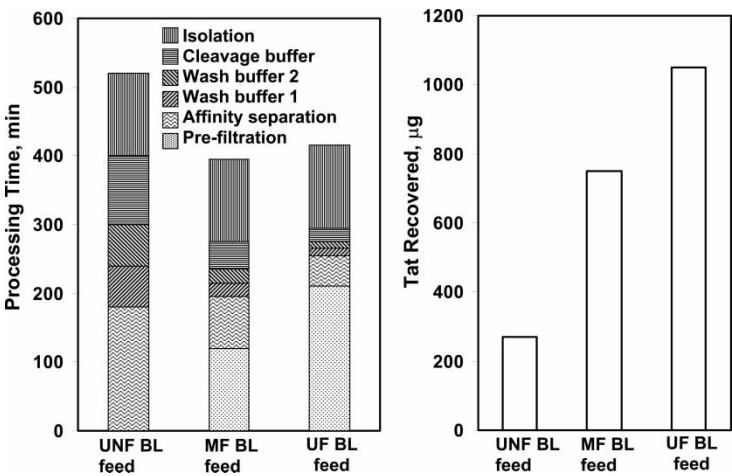 600
500
400
300
200
100
0
Processing Time, min
Isolation
Cleavage buffer
Wash buffer 2
Wash buffer 1
Affinity separation
Pre-filtration
UNF BL
feed
MF BL
feed
UF BL
feed
1200
1000
800
600
400
200
0
Tat Recovered, μg
UNF BL
feed
MF BL
feed
UF BL
feed